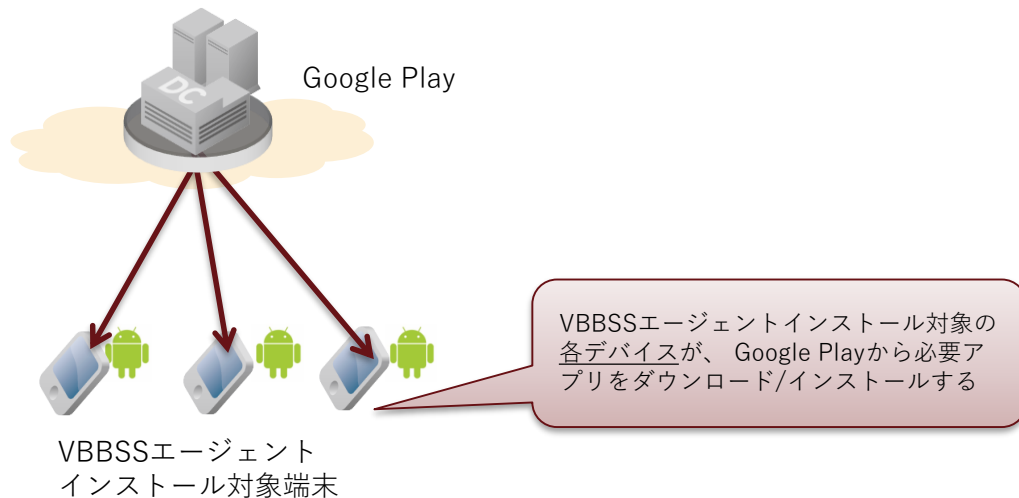 DC
Google Play
VBBSSエージェントインストール対象の
各デバイスが、 Google Playから必要ア
プリをダウンロード/インストールする
VBBSSエージェント
インストール対象端末